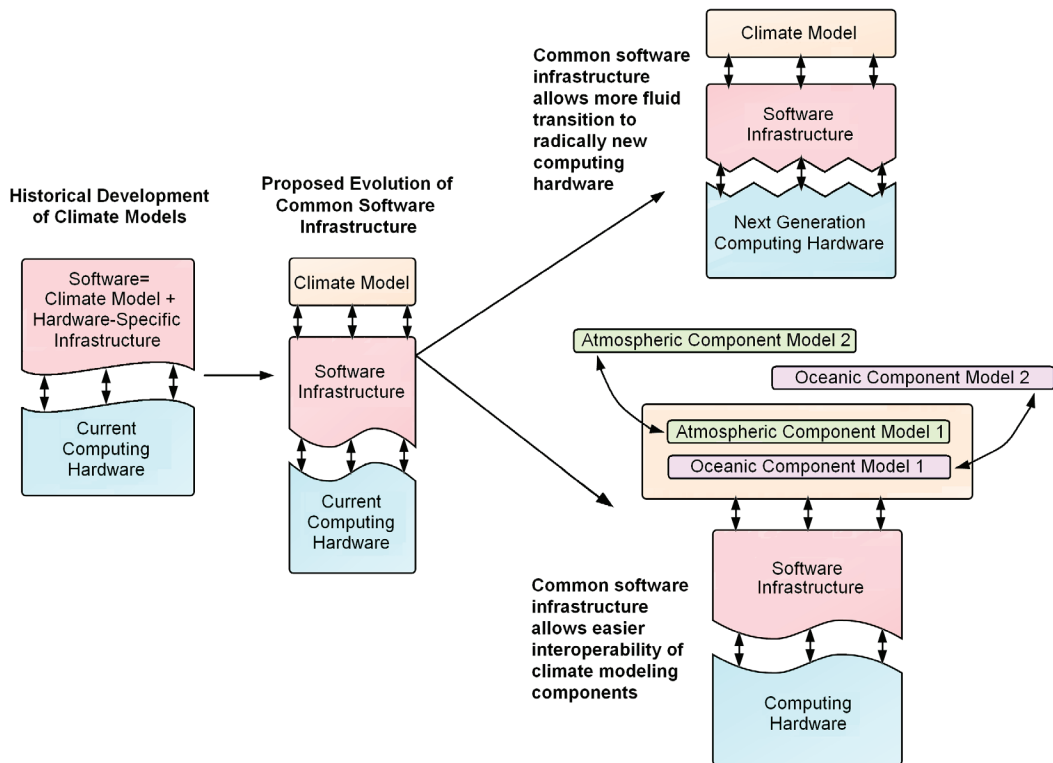 Historical Development
of Climate Models
Software=
Climate Model +
Hardware-Specific
Infrastructure
Current
Computing
Hardware
Proposed Evolution of
Common Software
Infrastructure
Climate Model
Software
Infrastructure
Current
Computing
Hardware
Common software
infrastructure
allows more fluid
transition to
radically new
computing
hardware
Climate Model
Software
Infrastructure
Next Generation
Computing Hardware
Atmospheric Component Model 2
Oceanic Component Model 2
Atmospheric Component Model 1
Oceanic Component Model 1
Common software
infrastructure
allows easier
interoperability of
climate modeling
components
Software
Infrastructure
Computing
Hardware